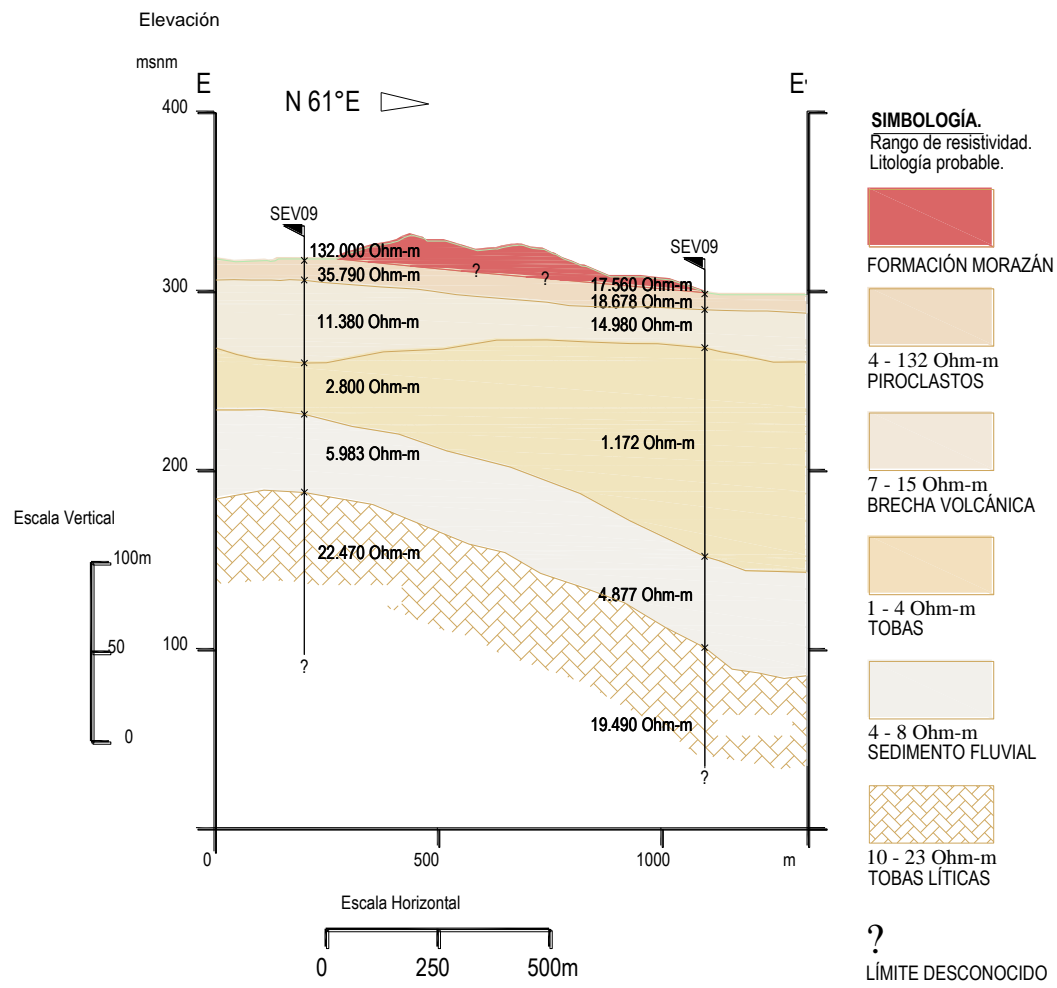 Elevación
msnm
E
E'
N 61°E
400
300
200
100
SEV09
132.000 Ohm-m
35.790 Ohm-m
11.380 Ohm-m
2.800 Ohm-m
5.983 Ohm-m
22.470 Ohm-m
?
?
?
SEV09
17.560 Ohm-m
18.678 Ohm-m
14.980 Ohm-m
1.172 Ohm-m
4.877 Ohm-m
19.490 Ohm-m
?
Escala Vertical
100m
50
0
0
500
1000
m
Escala Horizontal
0
250
500m
SIMBOLOGÍA.
Rango de resistividad.
Litología probable.
FORMACIÓN MORAZÁN
4 - 132 Ohm-m
PIROCLASTOS
7 - 15 Ohm-m
BRECHA VOLCÁNICA
1 - 4 Ohm-m
TOBAS
4 - 8 Ohm-m
SEDIMENTO FLUVIAL
10 - 23 Ohm-m
TOBAS LÍTICAS
?
LÍMITE DESCONOCIDO